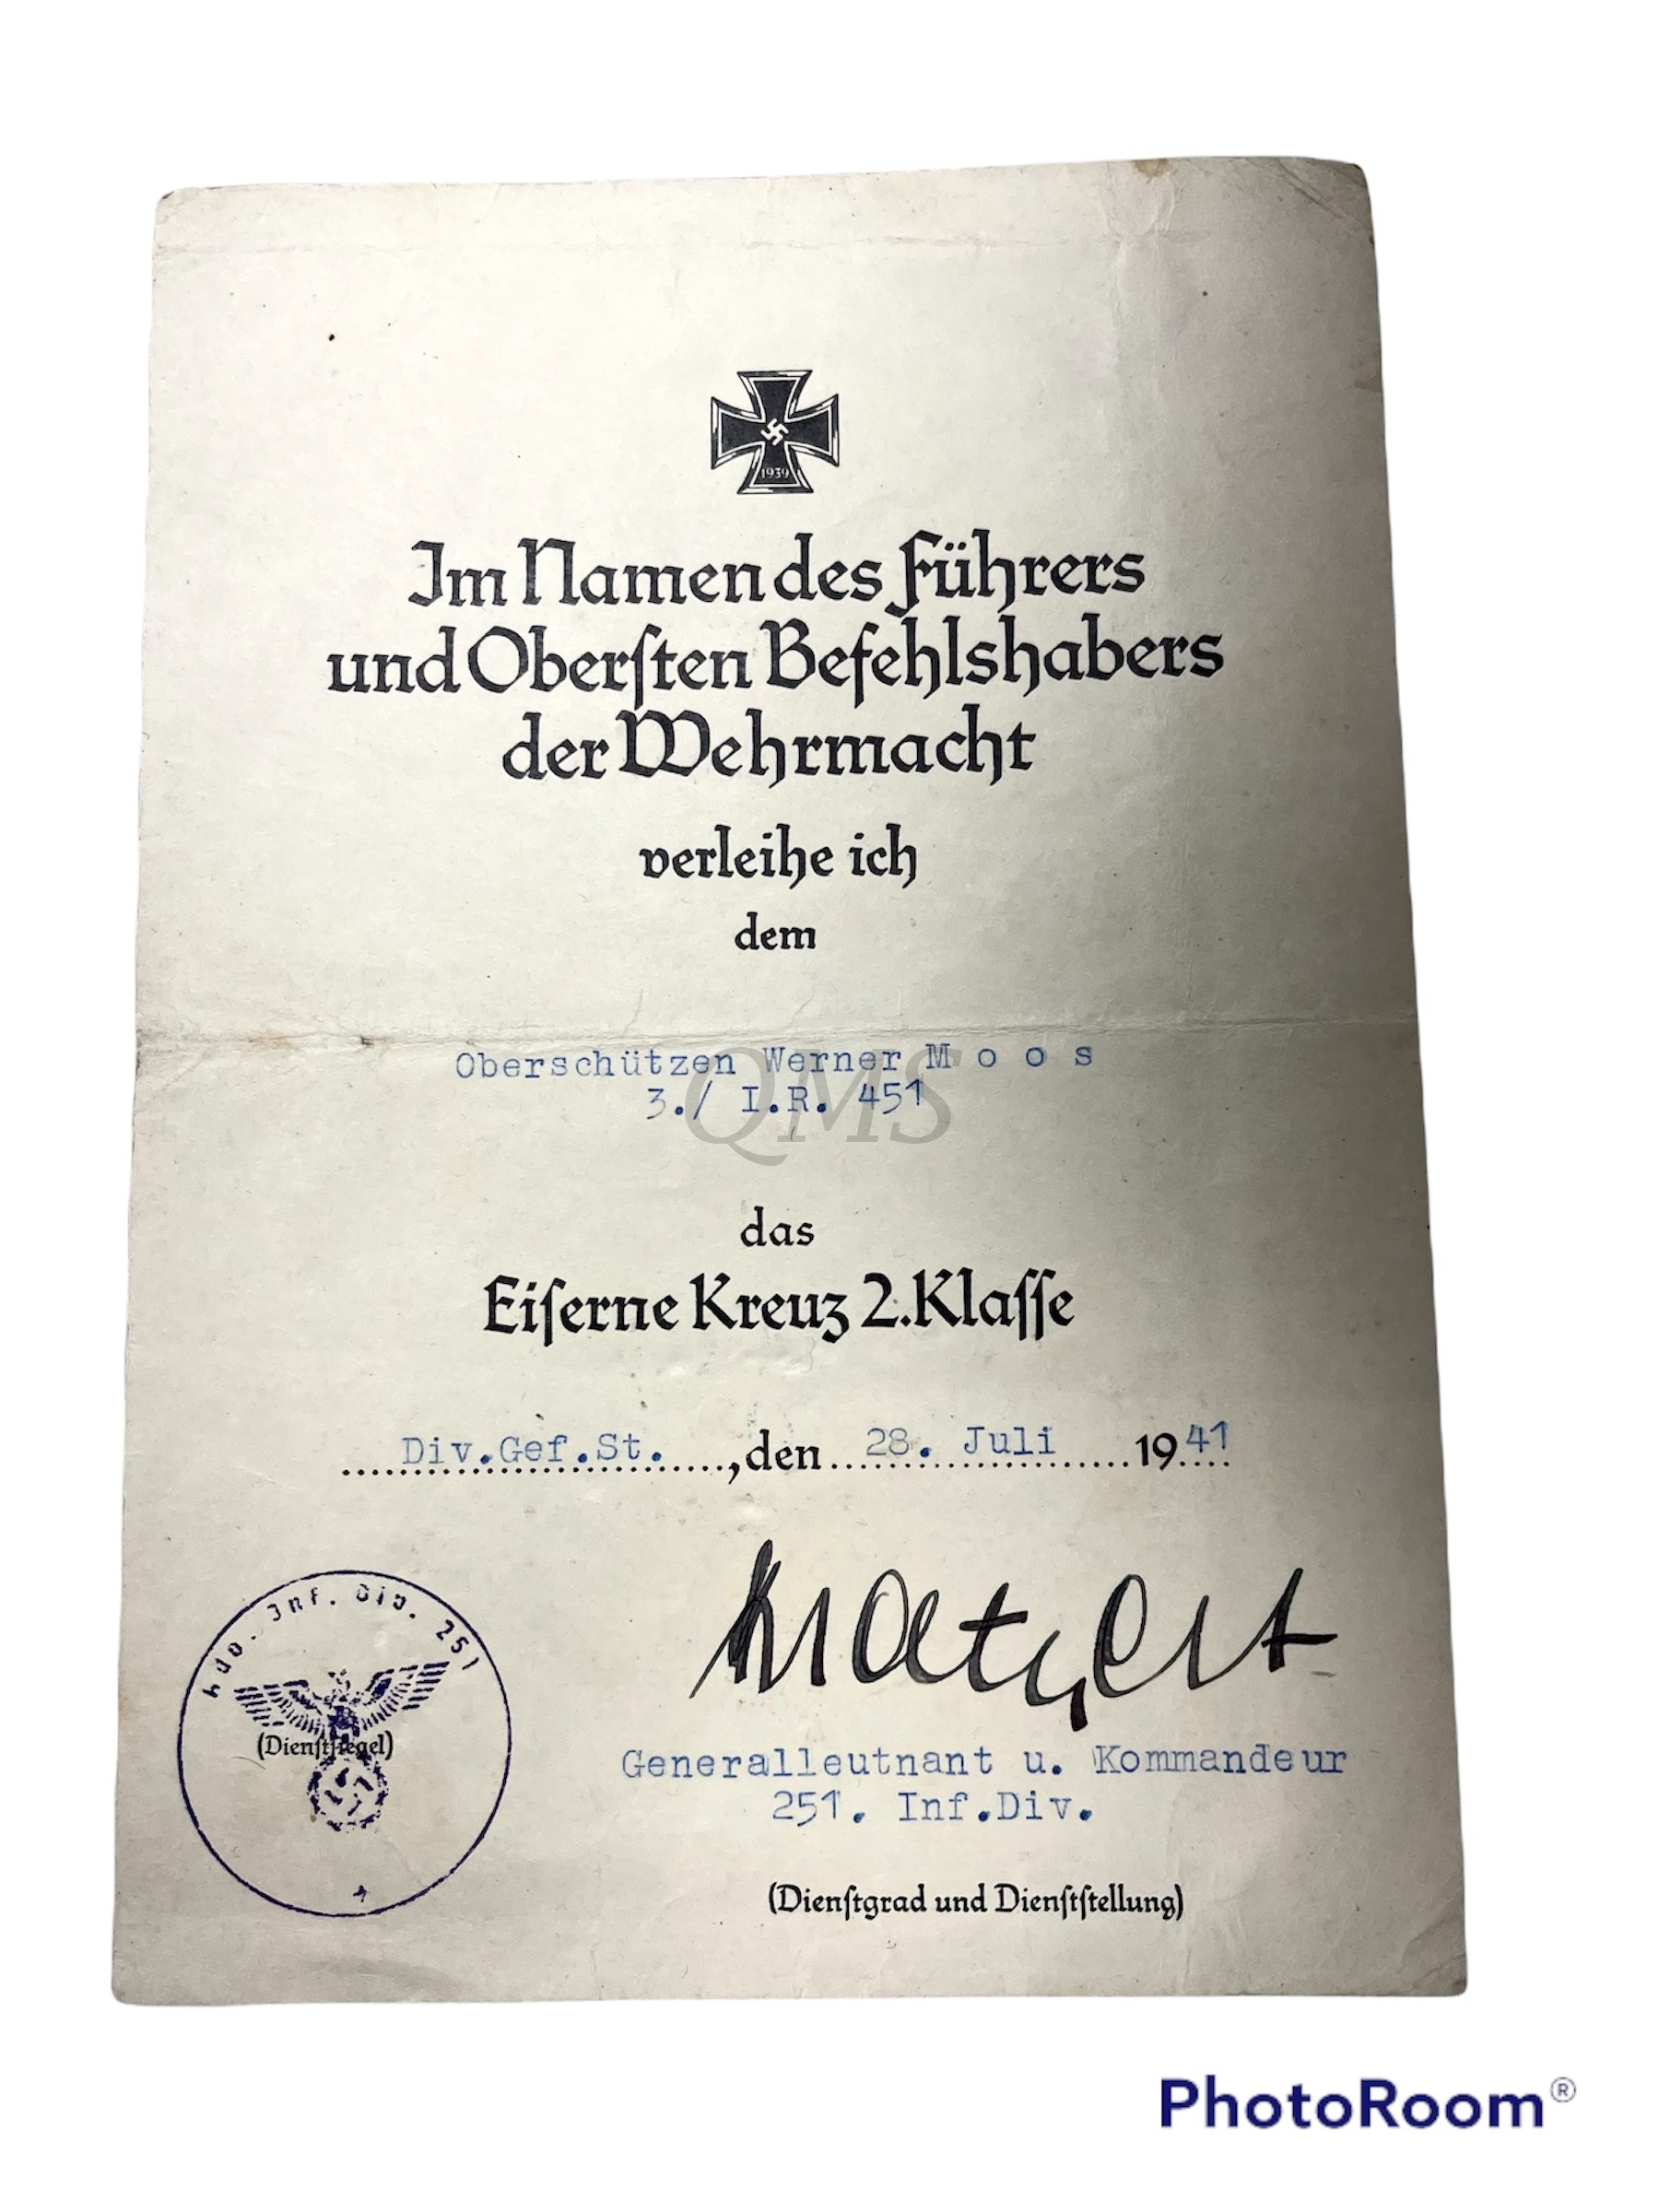 1939
Im Namen des Führers
und Oberſten Befehlshabers
der Wehrmacht
verleihe ich
dem
Oberschützen Werner M o o s
3./ I.R. 451
QMS
das
Eiſerne Kreuz 2. Klaſſe
Div.Gef.St. , den 28. Juli 1941
Kdo. Inf. Div. 251
(Dienſtſiegel)
Kratzert
Generalleutnant u. Kommandeur
251. Inf.Div.
(Dienſtgrad und Dienſtſtellung)
PhotoRoom®